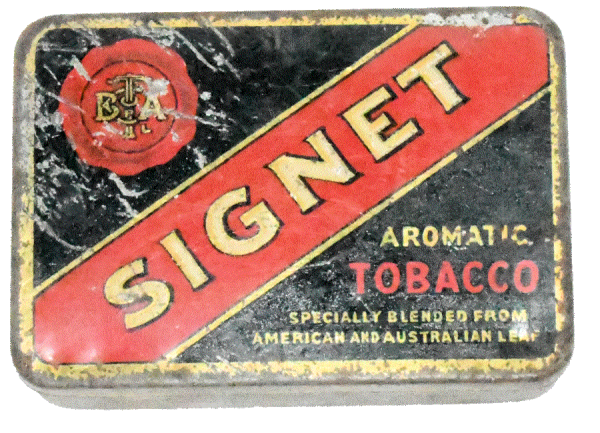 SIGNET
AROMATIC
TOBACCO
SPECIALLY BLENDED FROM
AMERICAN AND AUSTRALIAN LEAF